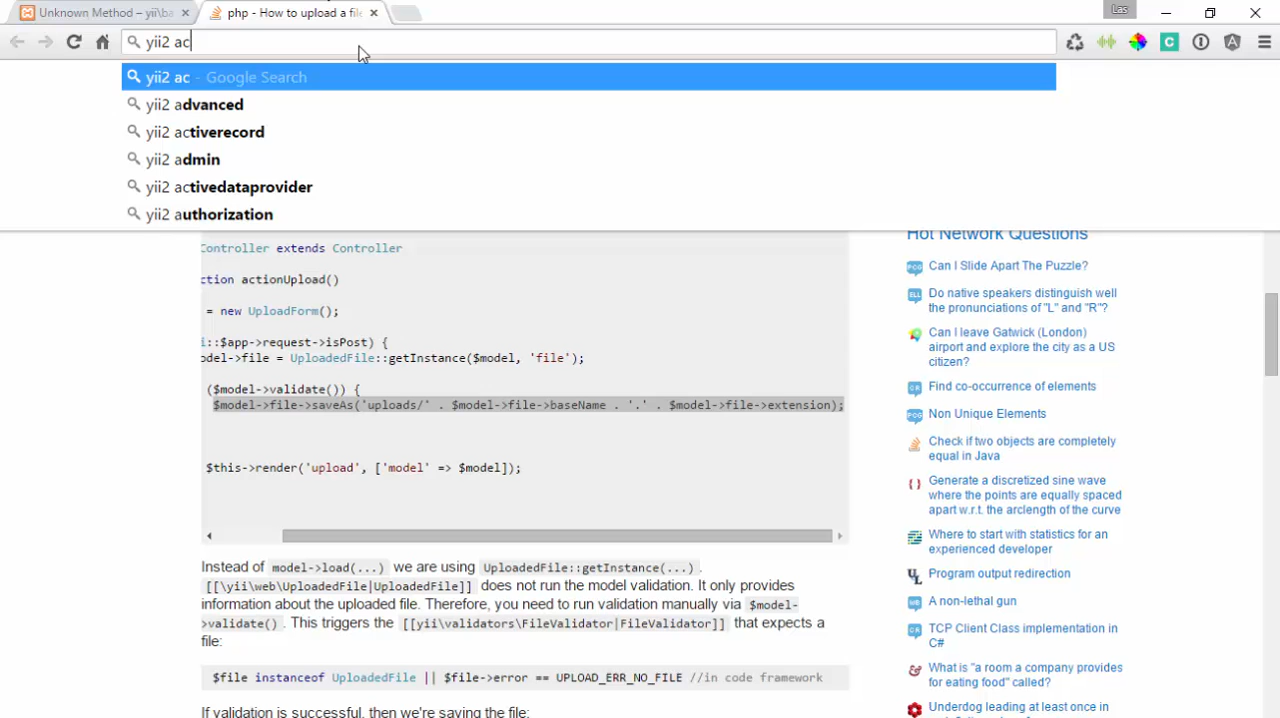 Unknown Method – yii\ba
php - How to upload a file
Las
yii2 ac
yii2 ac - Google Search
yii2 advanced
yii2 activerecord
yii2 admin
yii2 activedataprovider
yii2 authorization
Controller extends Controller
ction actionUpload()
= new UploadForm();
i::$app->request->isPost) {
odel->file = UploadedFile::getInstance($model, 'file');
($model->validate()) {
$model->file->saveAs('uploads/' . $model->file->baseName . '.' . $model->file->extension);
$this->render('upload', ['model' => $model]);
Instead of model->load(...) we are using UploadedFile::getInstance(...) .
[[\yii\web\UploadedFile|UploadedFile]] does not run the model validation. It only provides
information about the uploaded file. Therefore, you need to run validation manually via $model-
>validate() . This triggers the [[yii\validators\FileValidator|FileValidator]] that expects a
file:
$file instanceof UploadedFile || $file->error == UPLOAD_ERR_NO_FILE //in code framework
If validation is successful, then we're saving the file:
Hot Network Questions
Can I Slide Apart The Puzzle?
Do native speakers distinguish well
the pronunciations of "L" and "R"?
Can I leave Gatwick (London)
airport and explore the city as a US
citizen?
Find co-occurrence of elements
Non Unique Elements
Check if two objects are completely
equal in Java
Generate a discretized sine wave
where the points are equally spaced
apart w.r.t. the arclength of the curve
Where to start with statistics for an
experienced developer
Program output redirection
A non-lethal gun
TCP Client Class implementation in
C#
What is "a room a company provides
for eating food" called?
Underdog leading at least once in